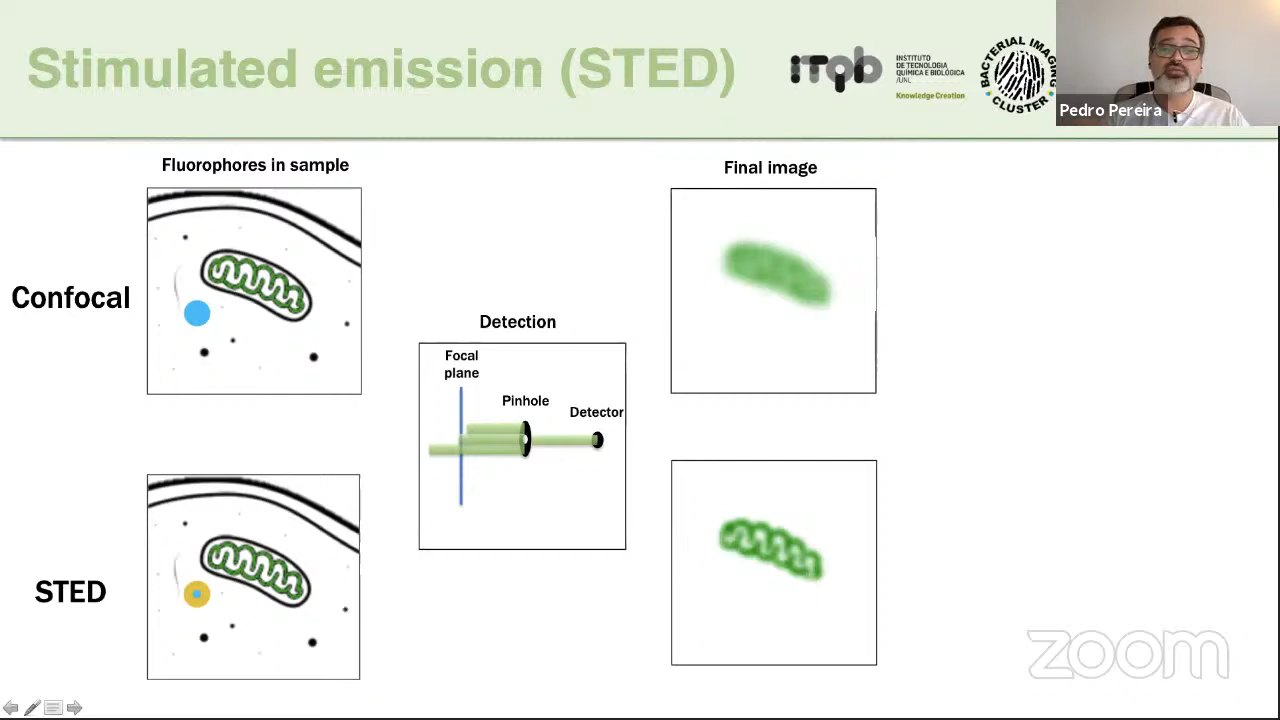 Stimulated emission (STED)
iTqb
INSTITUTO
DE TECNOLOGIA
QUÍMICA E BIOLÓGICA
/UNL
Knowledge Creation
BACTERIAL IMAGING
CLUSTER
Pedro Pereira
Fluorophores in sample
Final image
Confocal
Detection
Focal
plane
Pinhole
Detector
STED
zoom